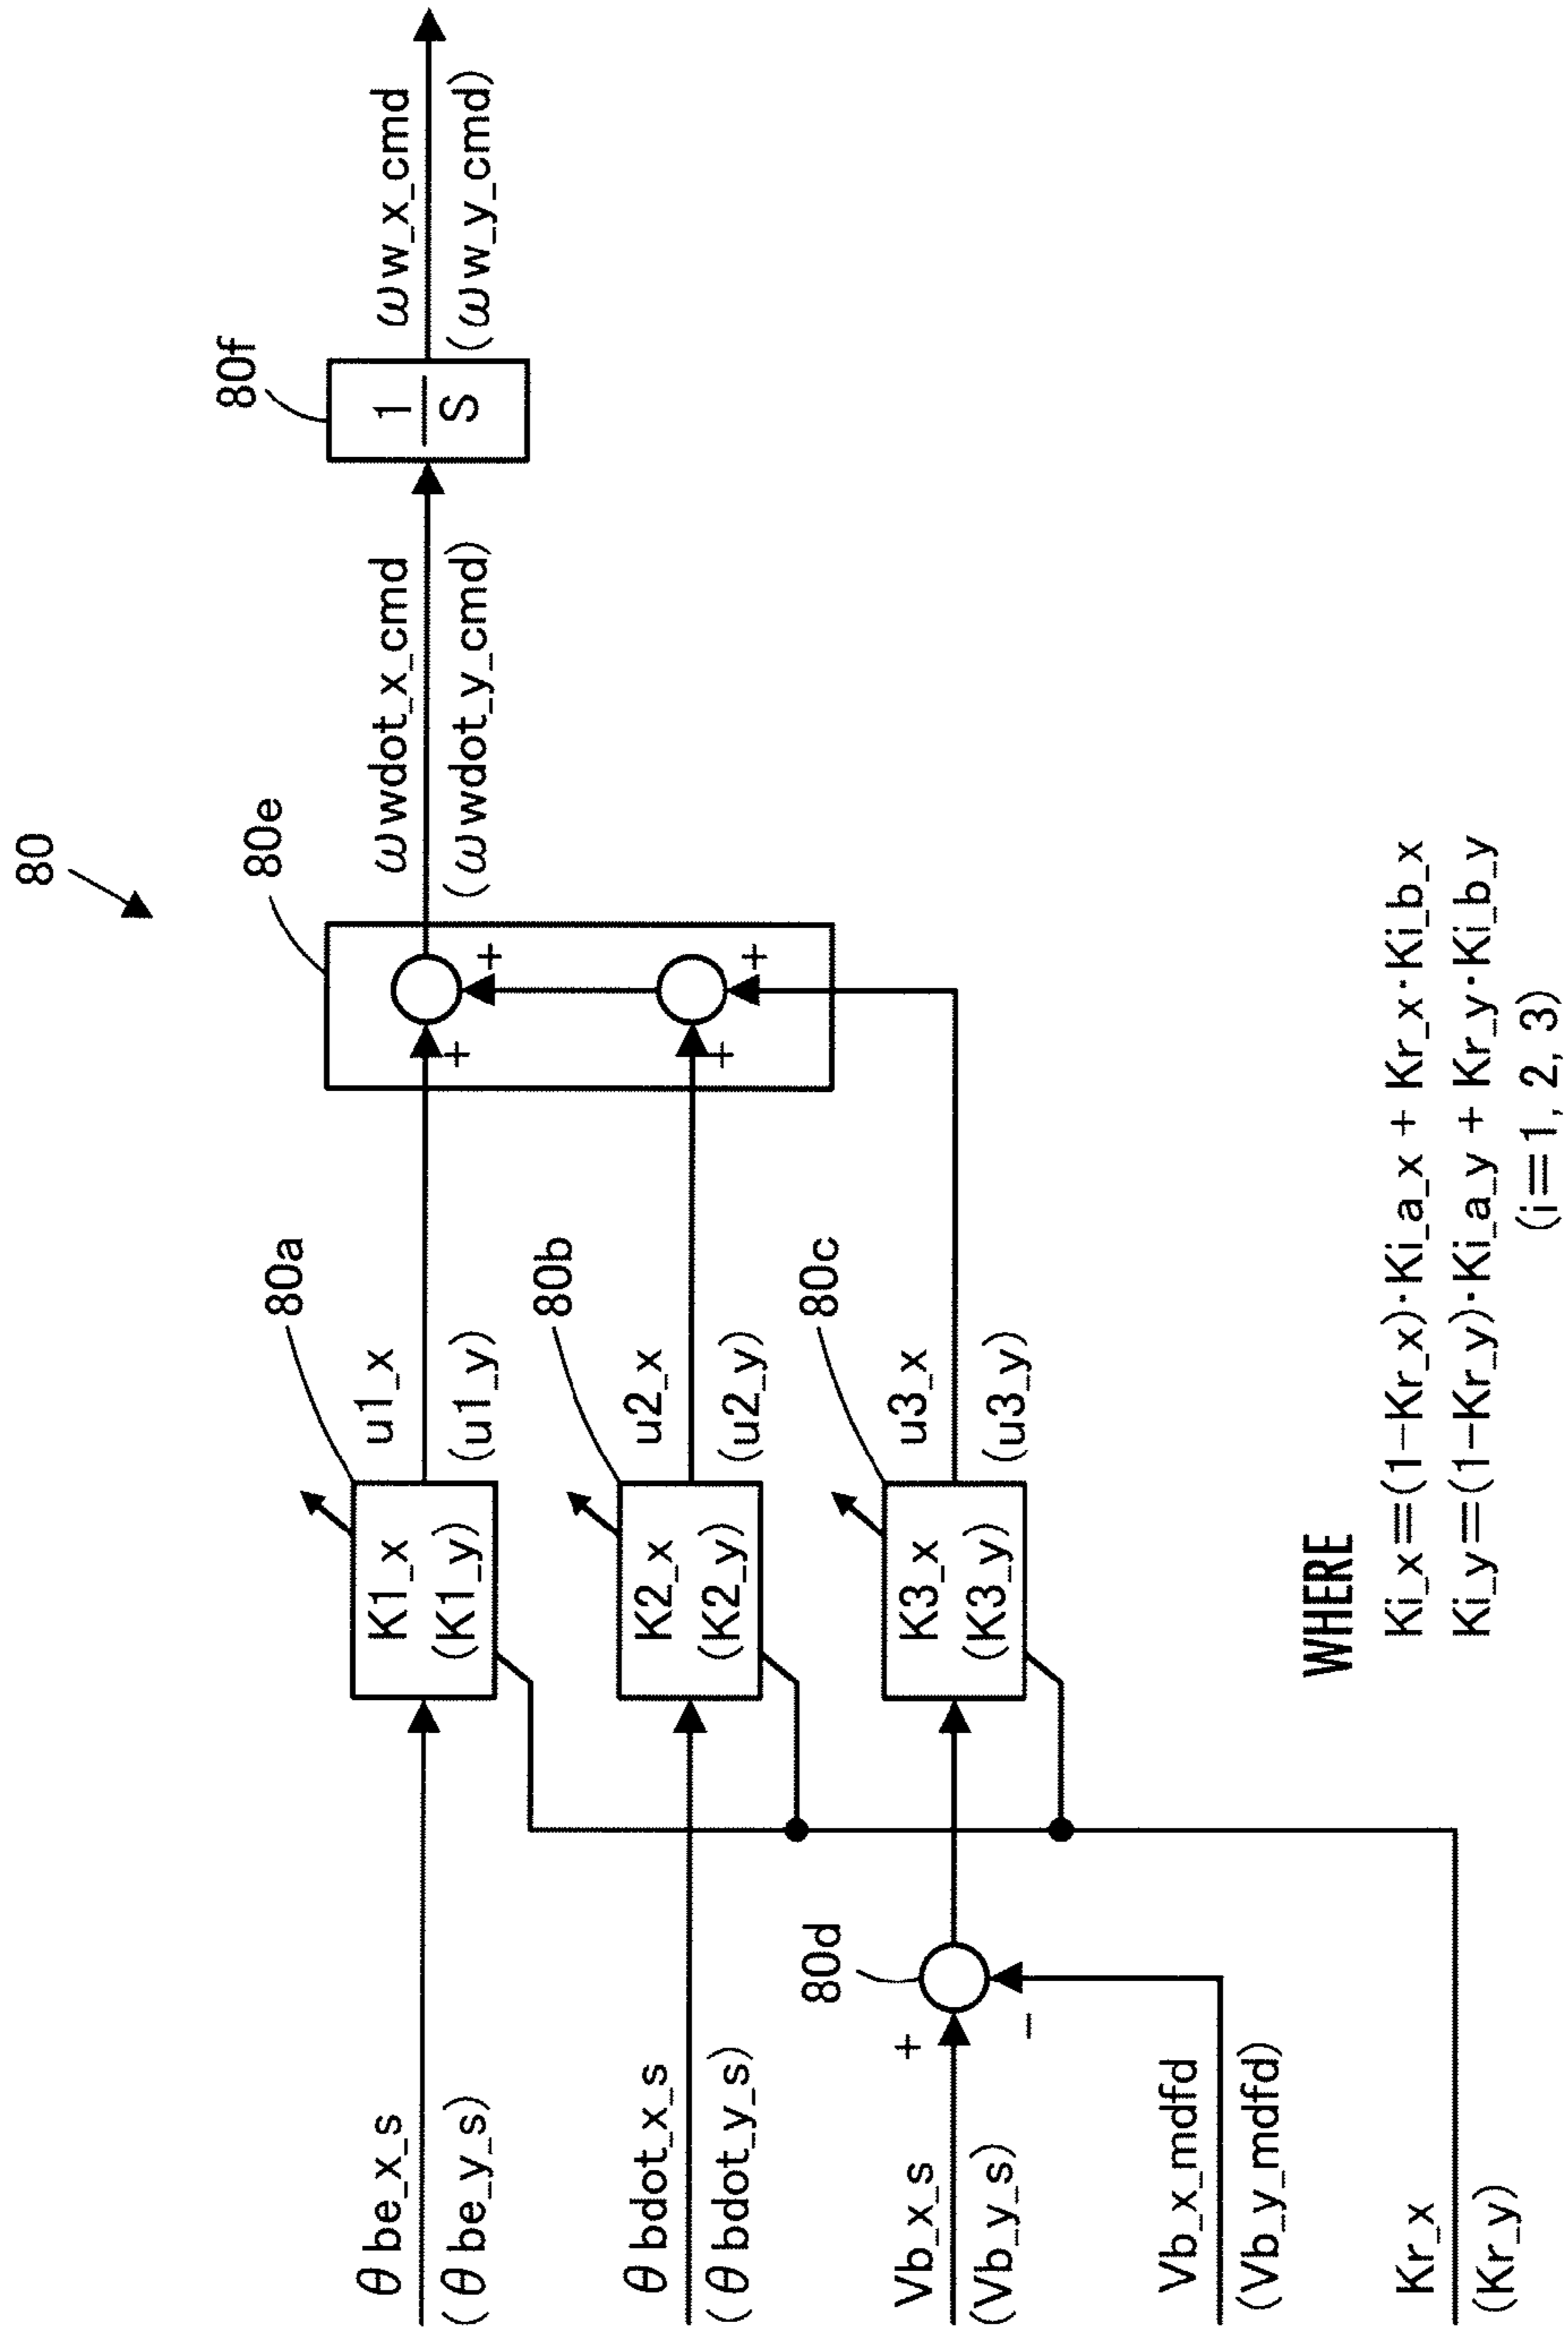 80
80e
80f
ωwdot_x_cmd
(ωwdot_y_cmd)
ωw_x_cmd
(ωw_y_cmd)
1
S
θbe_x_s
(θbe_y_s)
K1_x
(K1_y)
80a
u1_x
(u1_y)
+
+
θbdot_x_s
(θbdot_y_s)
K2_x
(K2_y)
80b
u2_x
(u2_y)
+
+
80d
Vb_x_s
(Vb_y_s)
+
−
K3_x
(K3_y)
80c
u3_x
(u3_y)
Vb_x_mdfd
(Vb_y_mdfd)
Kr_x
(Kr_y)
WHERE
Ki_x=(1-Kr_x)·Ki_a_x + Kr_x·Ki_b_x
Ki_y=(1-Kr_y)·Ki_a_y + Kr_y·Ki_b_y
(i=1, 2, 3)